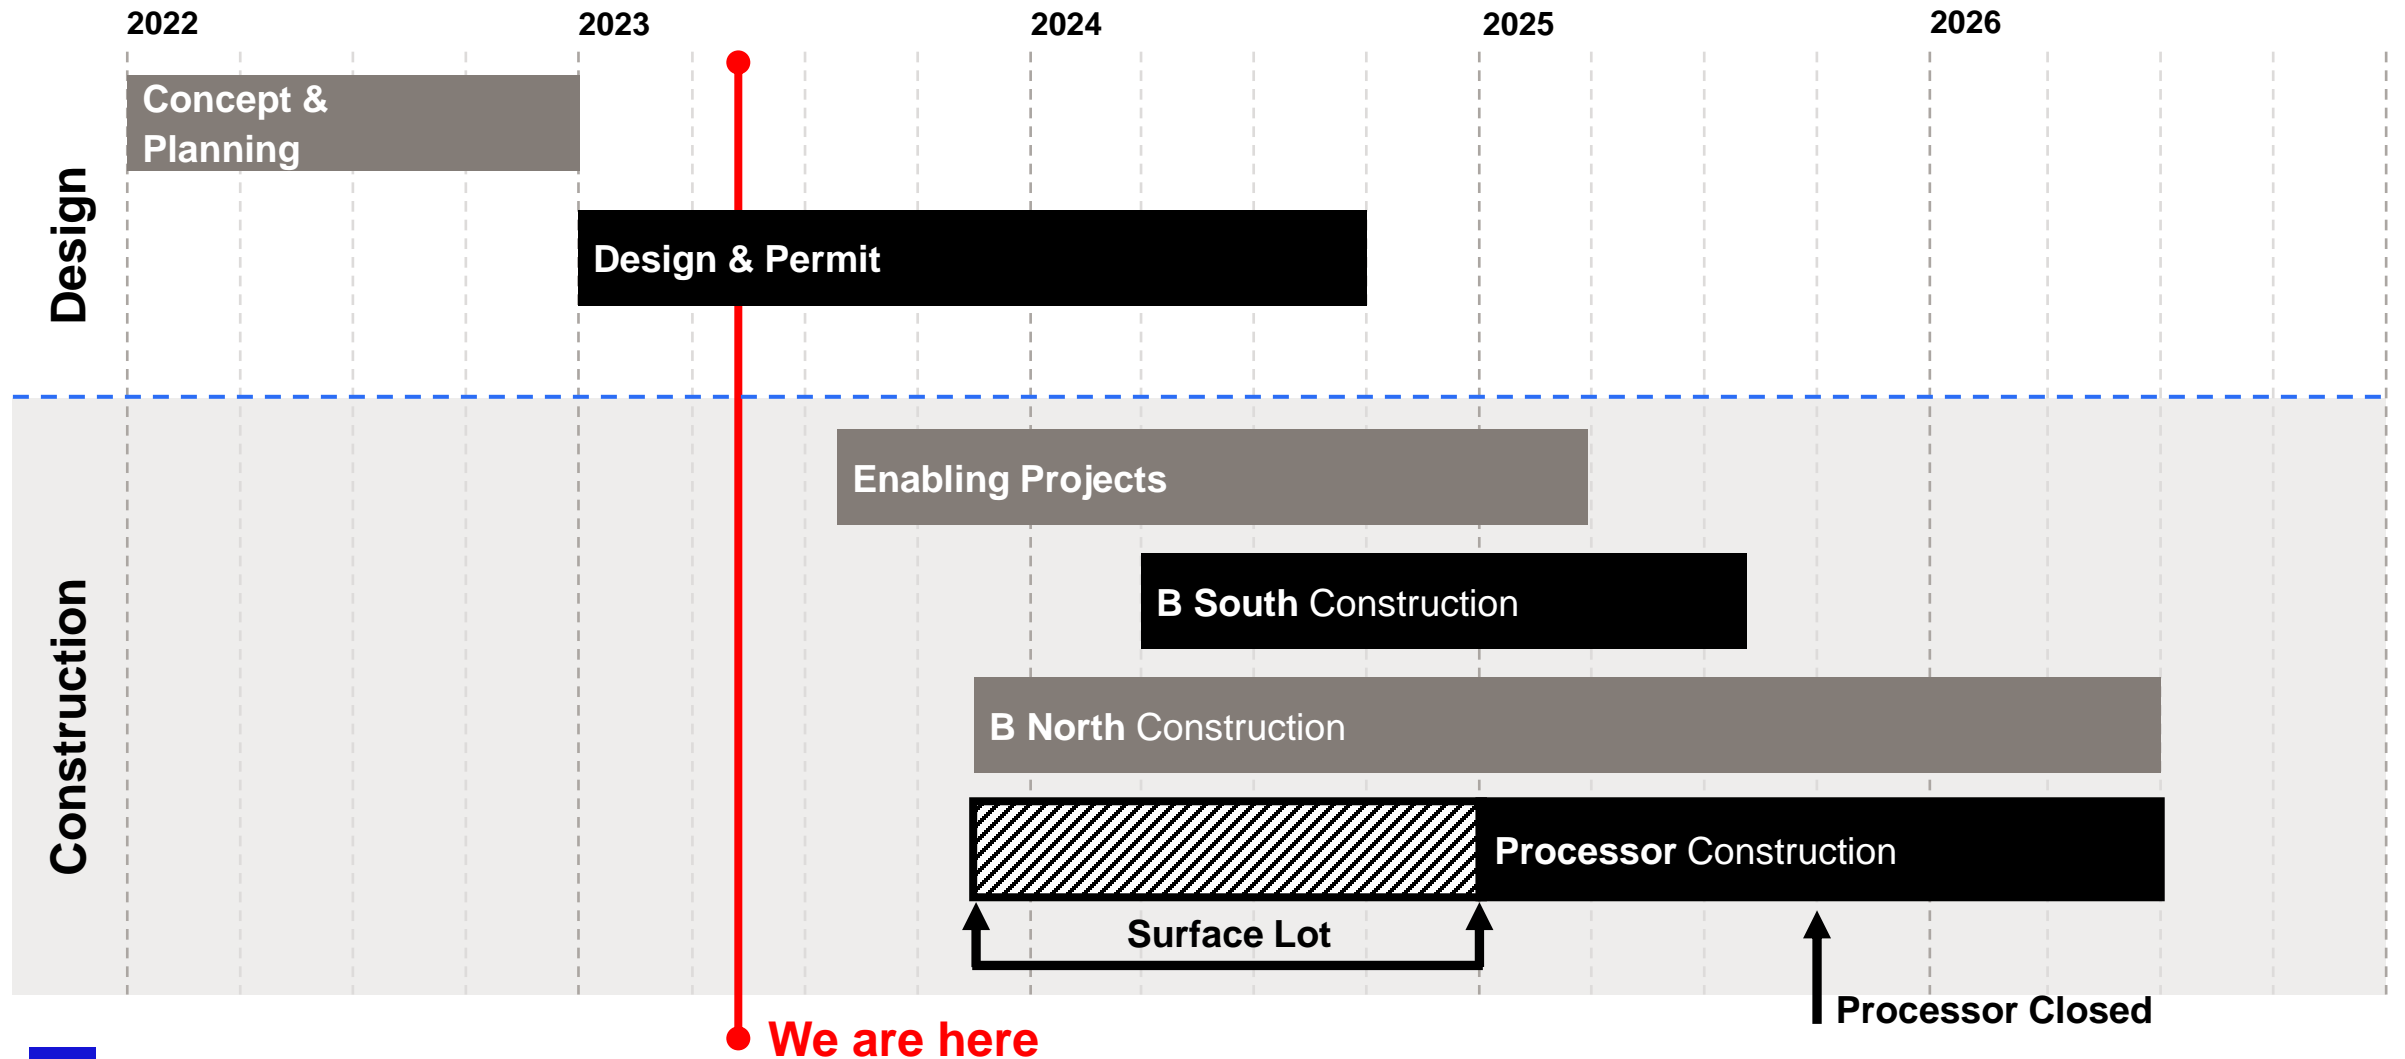 2022
2023
2024
2025
2026
Design
Concept &
Planning
Design & Permit
Construction
Enabling Projects
B South Construction
B North Construction
Processor Construction
Surface Lot
Processor Closed
We are here